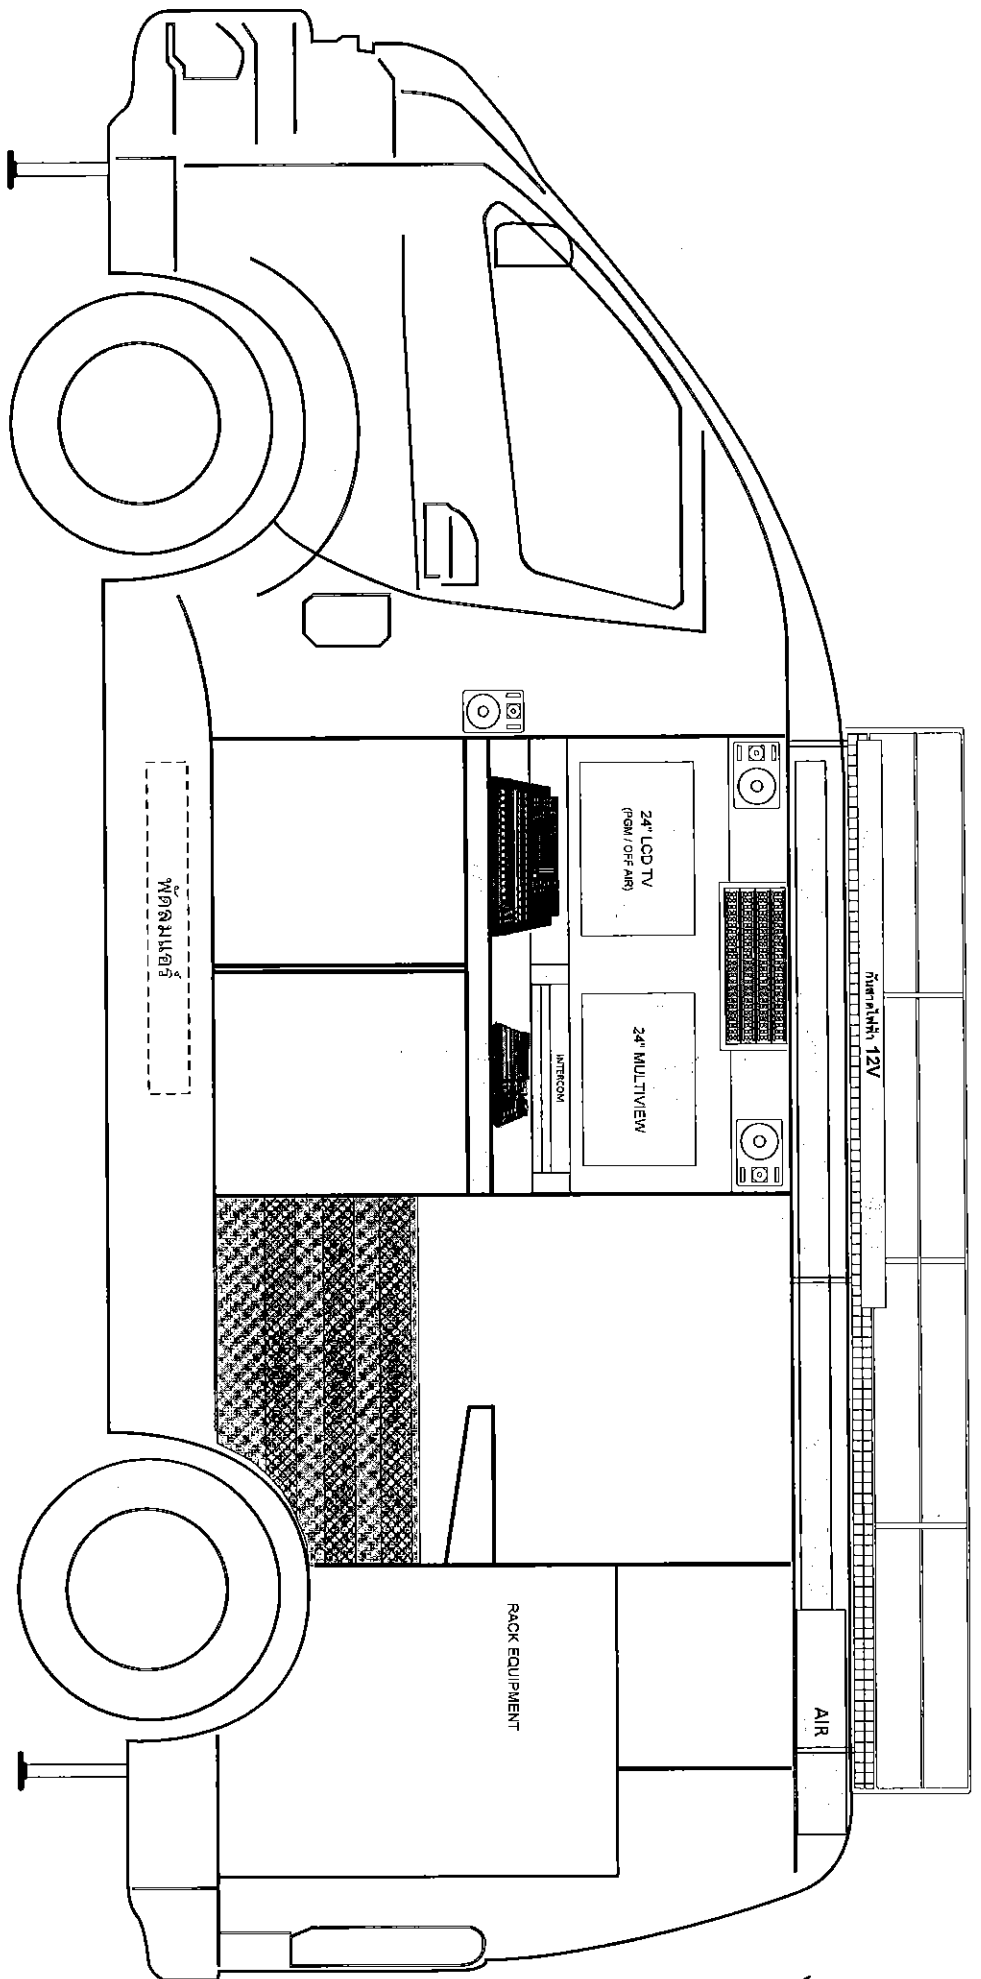 กันสาดไฟฟ้า 12V
AIR
24" LCD TV
(PGM / OFF AIR)
24" MULTIVIEW
INTERCOM
RACK EQUIPMENT
พัดลมแอร์